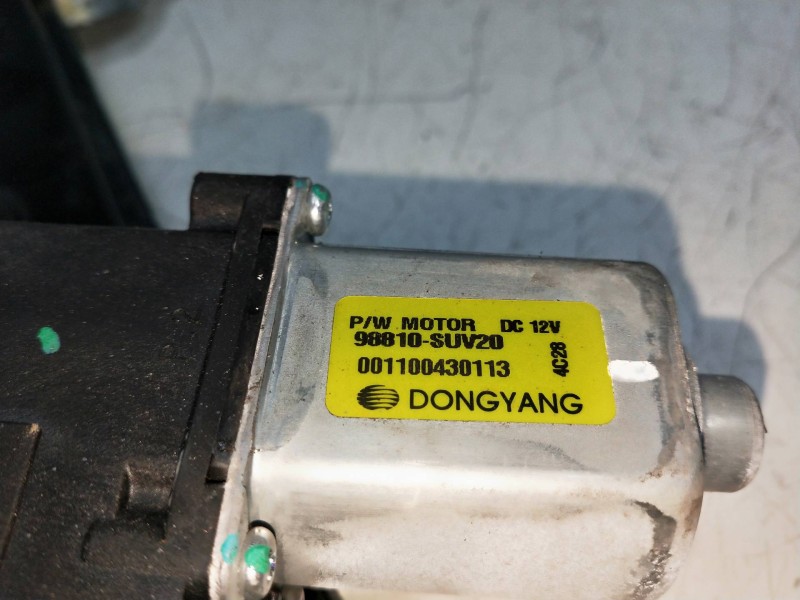 P/W MOTOR DC 12V
98810-SUV20
001100430113
4C28
DONGYANG